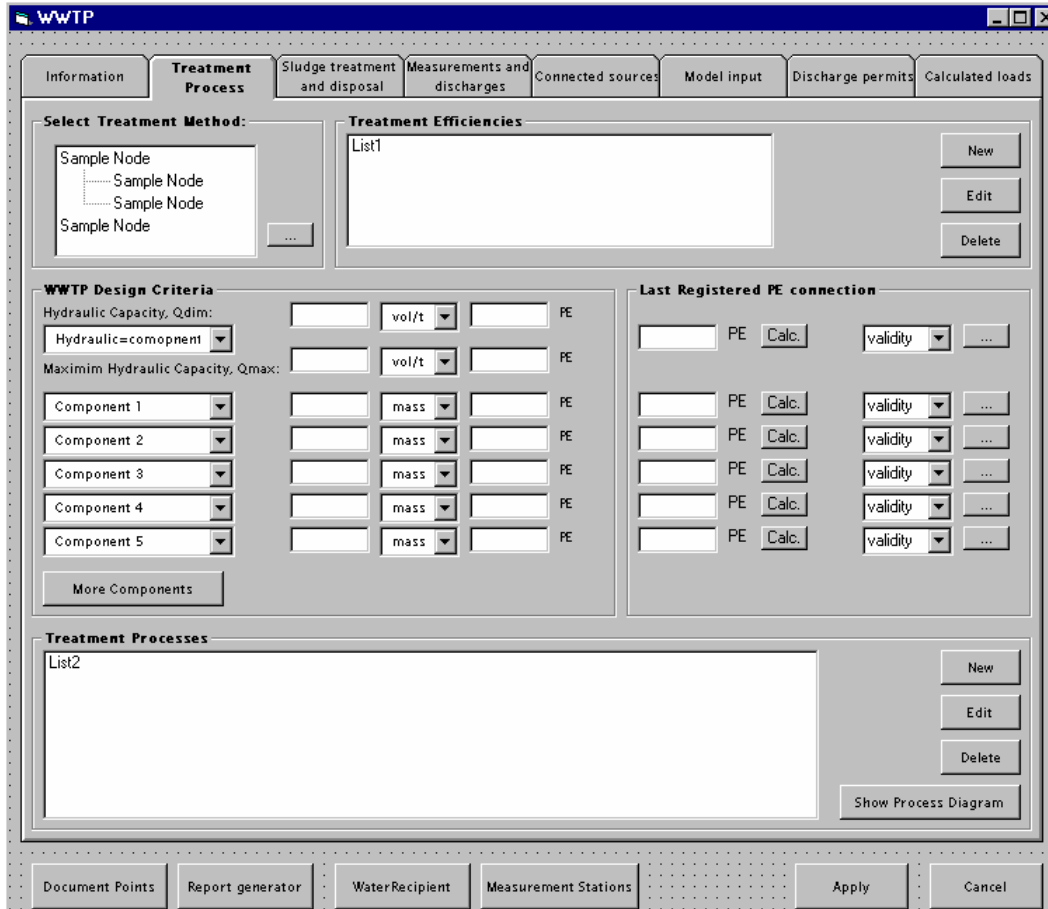 WWTP
Information
Treatment Process
Sludge treatment and disposal
Measurements and discharges
Connected sources
Model input
Discharge permits
Calculated loads
Select Treatment Method:
Sample Node
Sample Node
Sample Node
Sample Node
...
Treatment Efficiencies
List1
New
Edit
Delete
WWTP Design Criteria
Hydraulic Capacity, Qdim:
vol/t PE
Hydraulic=comopnent
Maximim Hydraulic Capacity, Qmax:
vol/t PE
Component 1 mass PE
Component 2 mass PE
Component 3 mass PE
Component 4 mass PE
Component 5 mass PE
More Components
Last Registered PE connection
PE Calc. validity ...
PE Calc. validity ...
PE Calc. validity ...
PE Calc. validity ...
PE Calc. validity ...
PE Calc. validity ...
Treatment Processes
List2
New
Edit
Delete
Show Process Diagram
Document Points
Report generator
WaterRecipient
Measurement Stations
Apply
Cancel